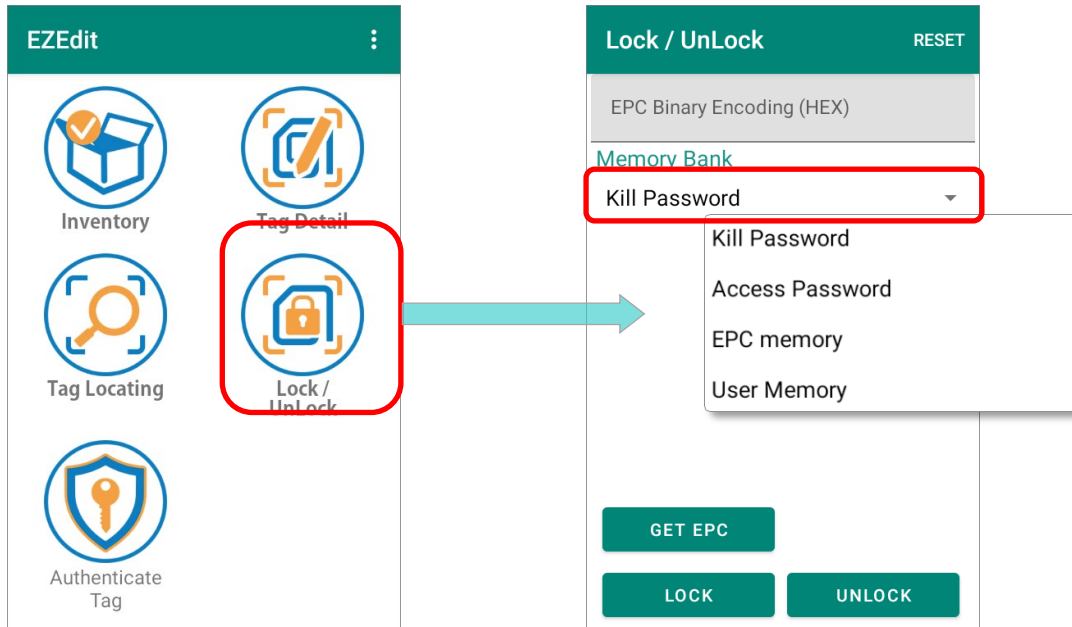 EZEdit
Inventory
Tag Detail
Tag Locating
Lock /
UnLock
Authenticate
Tag
Lock / UnLock
RESET
EPC Binary Encoding (HEX)
Memory Bank
Kill Password
Kill Password
Access Password
EPC memory
User Memory
GET EPC
LOCK
UNLOCK